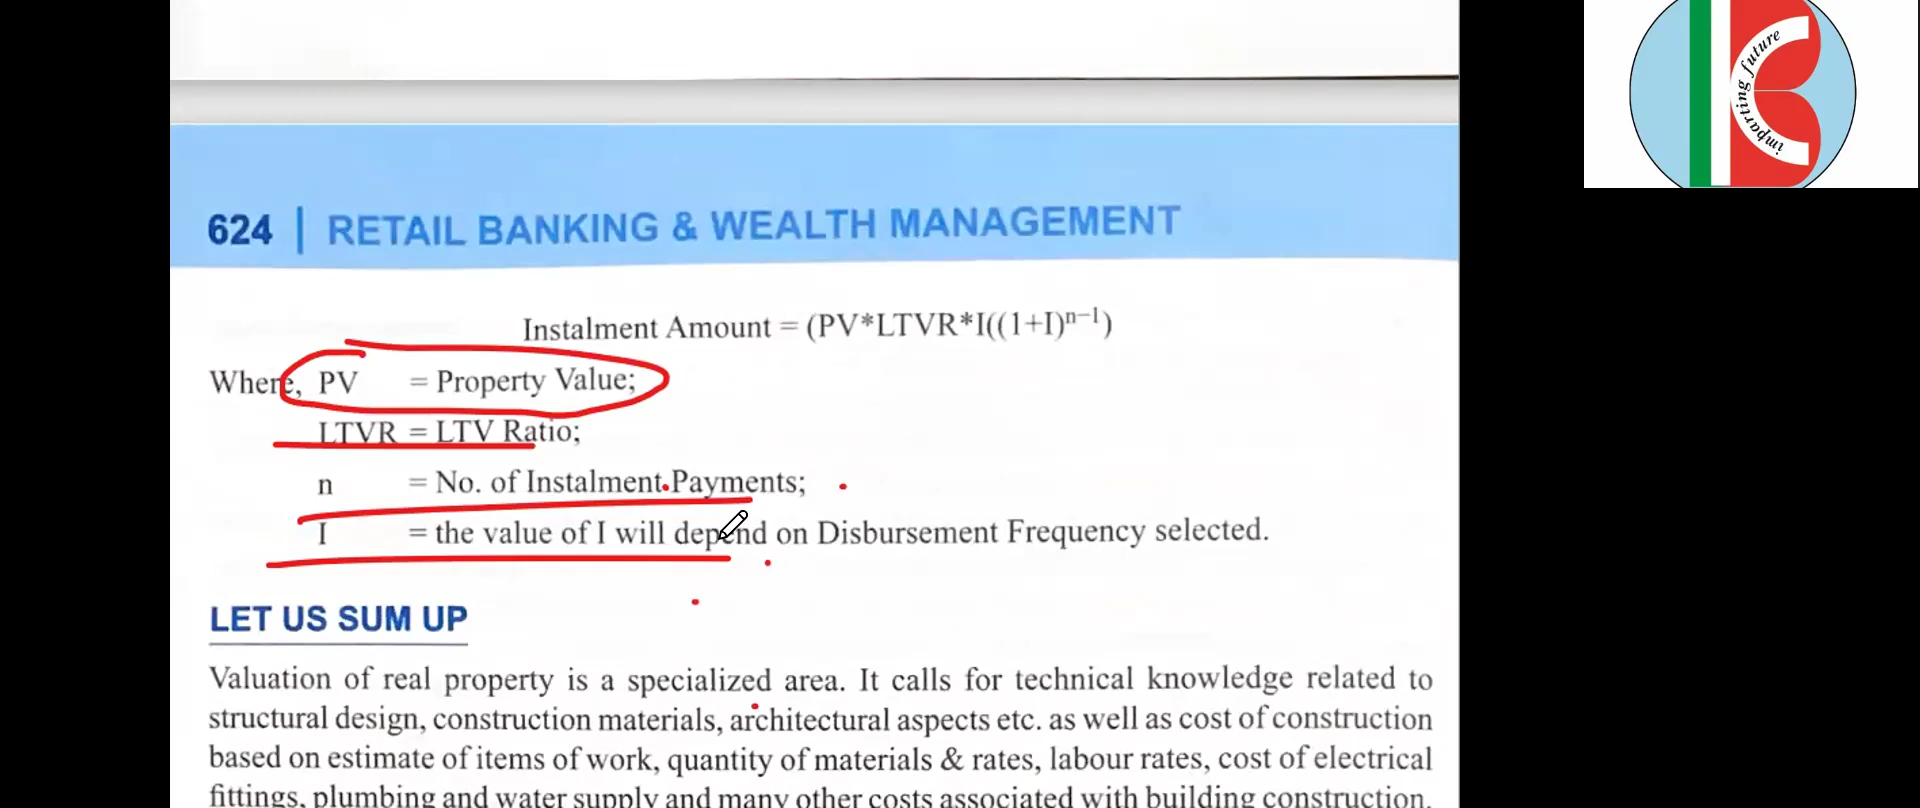 imparting future
624 | RETAIL BANKING & WEALTH MANAGEMENT
Instalment Amount = (PV*LTVR*I((1+I)ⁿ⁻¹)
Where, PV = Property Value;
LTVR = LTV Ratio;
n = No. of Instalment Payments;
I = the value of I will depend on Disbursement Frequency selected.
LET US SUM UP
Valuation of real property is a specialized area. It calls for technical knowledge related to
structural design, construction materials, architectural aspects etc. as well as cost of construction
based on estimate of items of work, quantity of materials & rates, labour rates, cost of electrical
fittings, plumbing and water supply and many other costs associated with building construction.